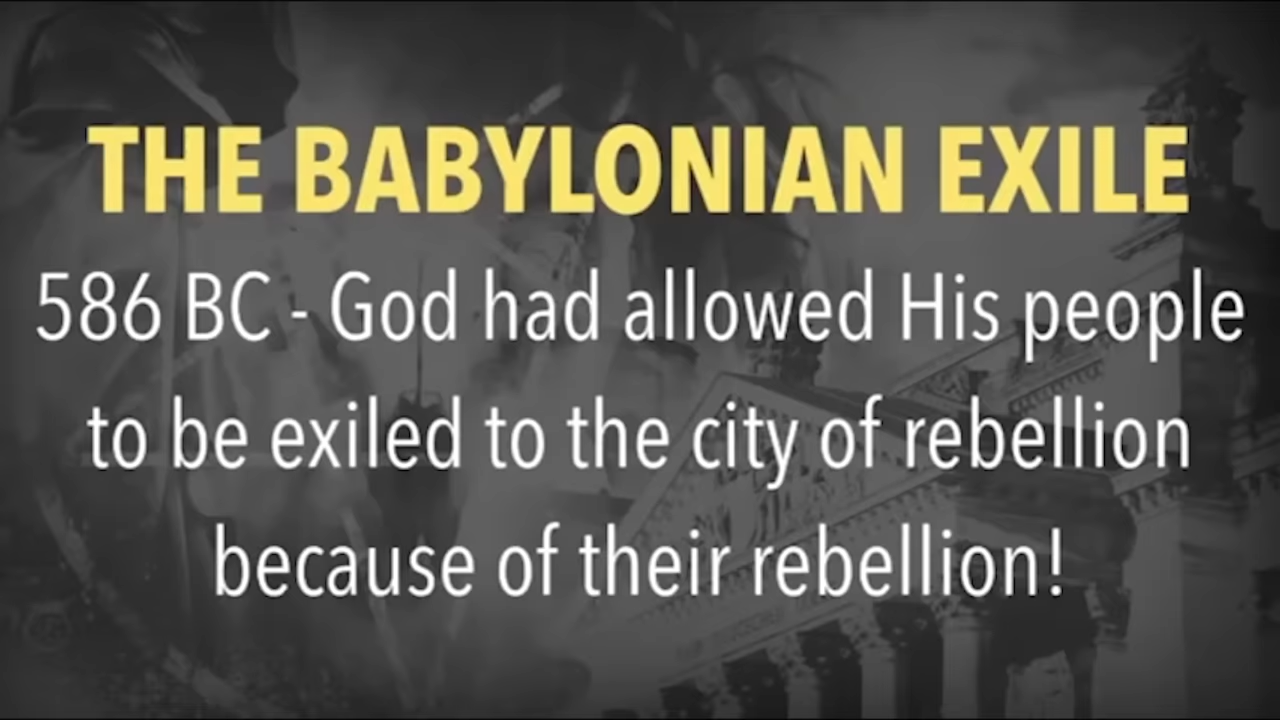 THE BABYLONIAN EXILE
586 BC - God had allowed His people
to be exiled to the city of rebellion
because of their rebellion!